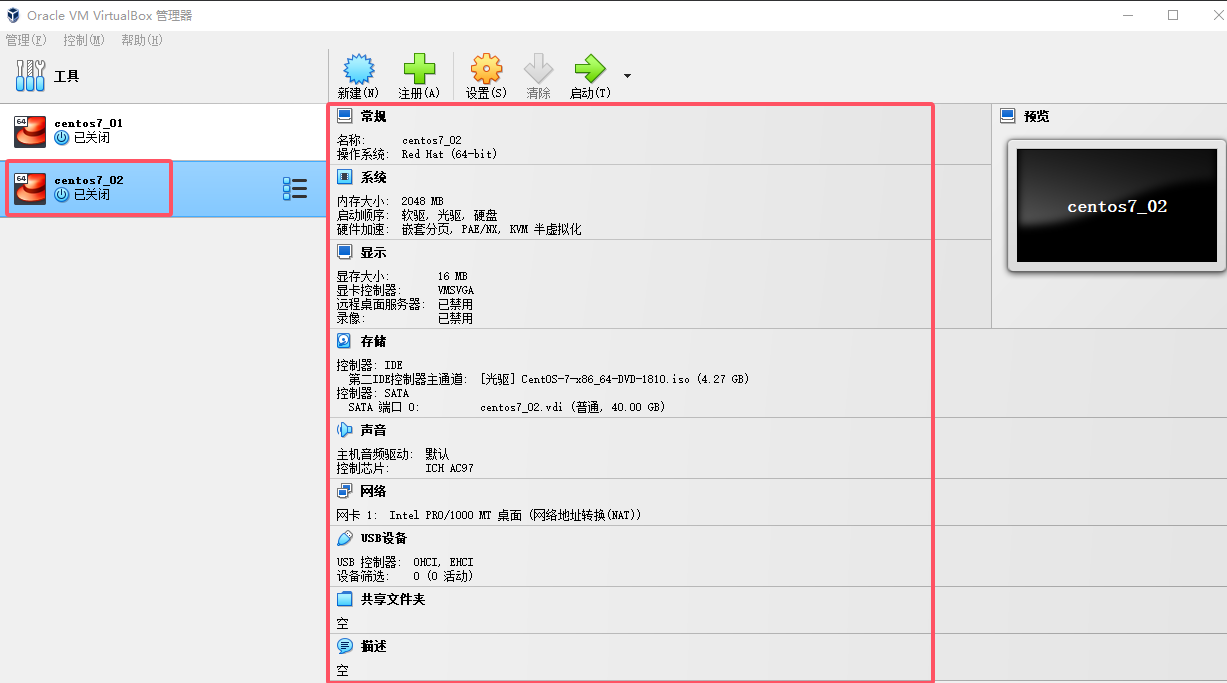 Oracle VM VirtualBox 管理器
管理(F) 控制(M) 帮助(H)
工具
新建(N) 注册(A) 设置(S) 清除 启动(T)
64 centos7_01
已关闭
64 centos7_02
已关闭
常规
名称: centos7_02
操作系统: Red Hat (64-bit)
系统
内存大小: 2048 MB
启动顺序: 软驱, 光驱, 硬盘
硬件加速: 嵌套分页, PAE/NX, KVM 半虚拟化
显示
显存大小: 16 MB
显卡控制器: VMSVGA
远程桌面服务器: 已禁用
录像: 已禁用
存储
控制器: IDE
第二IDE控制器主通道: [光驱] CentOS-7-x86_64-DVD-1810.iso (4.27 GB)
控制器: SATA
SATA 端口 0: centos7_02.vdi (普通, 40.00 GB)
声音
主机音频驱动: 默认
控制芯片: ICH AC97
网络
网卡 1: Intel PRO/1000 MT 桌面 (网络地址转换(NAT))
USB设备
USB 控制器: OHCI, EHCI
设备筛选: 0 (0 活动)
共享文件夹
空
描述
空
预览
centos7_02